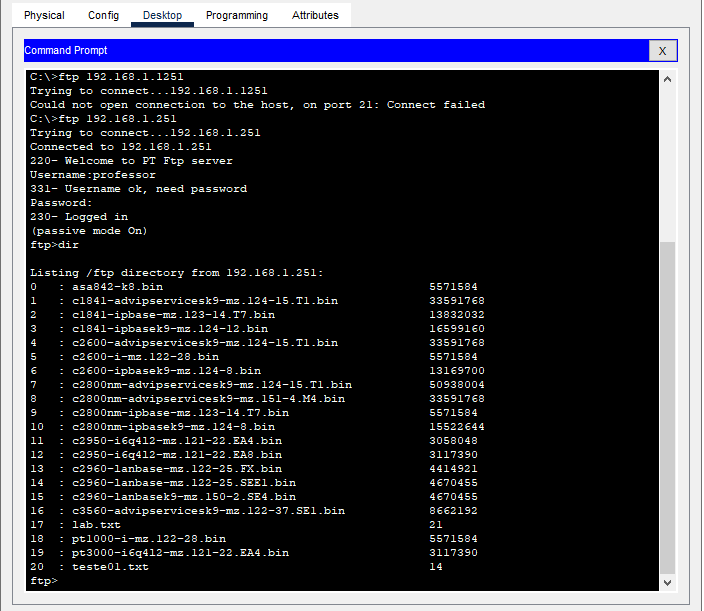 Physical Config Desktop Programming Attributes
Command Prompt X
C:\>ftp 192.168.1.1251
Trying to connect...192.168.1.1251
Could not open connection to the host, on port 21: Connect failed
C:\>ftp 192.168.1.251
Trying to connect...192.168.1.251
Connected to 192.168.1.251
220- Welcome to PT Ftp server
Username:professor
331- Username ok, need password
Password:
230- Logged in
(passive mode On)
ftp>dir

Listing /ftp directory from 192.168.1.251:
0 : asa842-k8.bin 5571584
1 : c1841-advipservicesk9-mz.124-15.T1.bin 33591768
2 : c1841-ipbase-mz.123-14.T7.bin 13832032
3 : c1841-ipbasek9-mz.124-12.bin 16599160
4 : c2600-advipservicesk9-mz.124-15.T1.bin 33591768
5 : c2600-i-mz.122-28.bin 5571584
6 : c2600-ipbasek9-mz.124-8.bin 13169700
7 : c2800nm-advipservicesk9-mz.124-15.T1.bin 50938004
8 : c2800nm-advipservicesk9-mz.151-4.M4.bin 33591768
9 : c2800nm-ipbase-mz.123-14.T7.bin 5571584
10 : c2800nm-ipbasek9-mz.124-8.bin 15522644
11 : c2950-i6q4l2-mz.121-22.EA4.bin 3058048
12 : c2950-i6q4l2-mz.121-22.EA8.bin 3117390
13 : c2960-lanbase-mz.122-25.FX.bin 4414921
14 : c2960-lanbase-mz.122-25.SEE1.bin 4670455
15 : c2960-lanbasek9-mz.150-2.SE4.bin 4670455
16 : c3560-advipservicesk9-mz.122-37.SE1.bin 8662192
17 : lab.txt 21
18 : pt1000-i-mz.122-28.bin 5571584
19 : pt3000-i6q4l2-mz.121-22.EA4.bin 3117390
20 : teste01.txt 14
ftp>